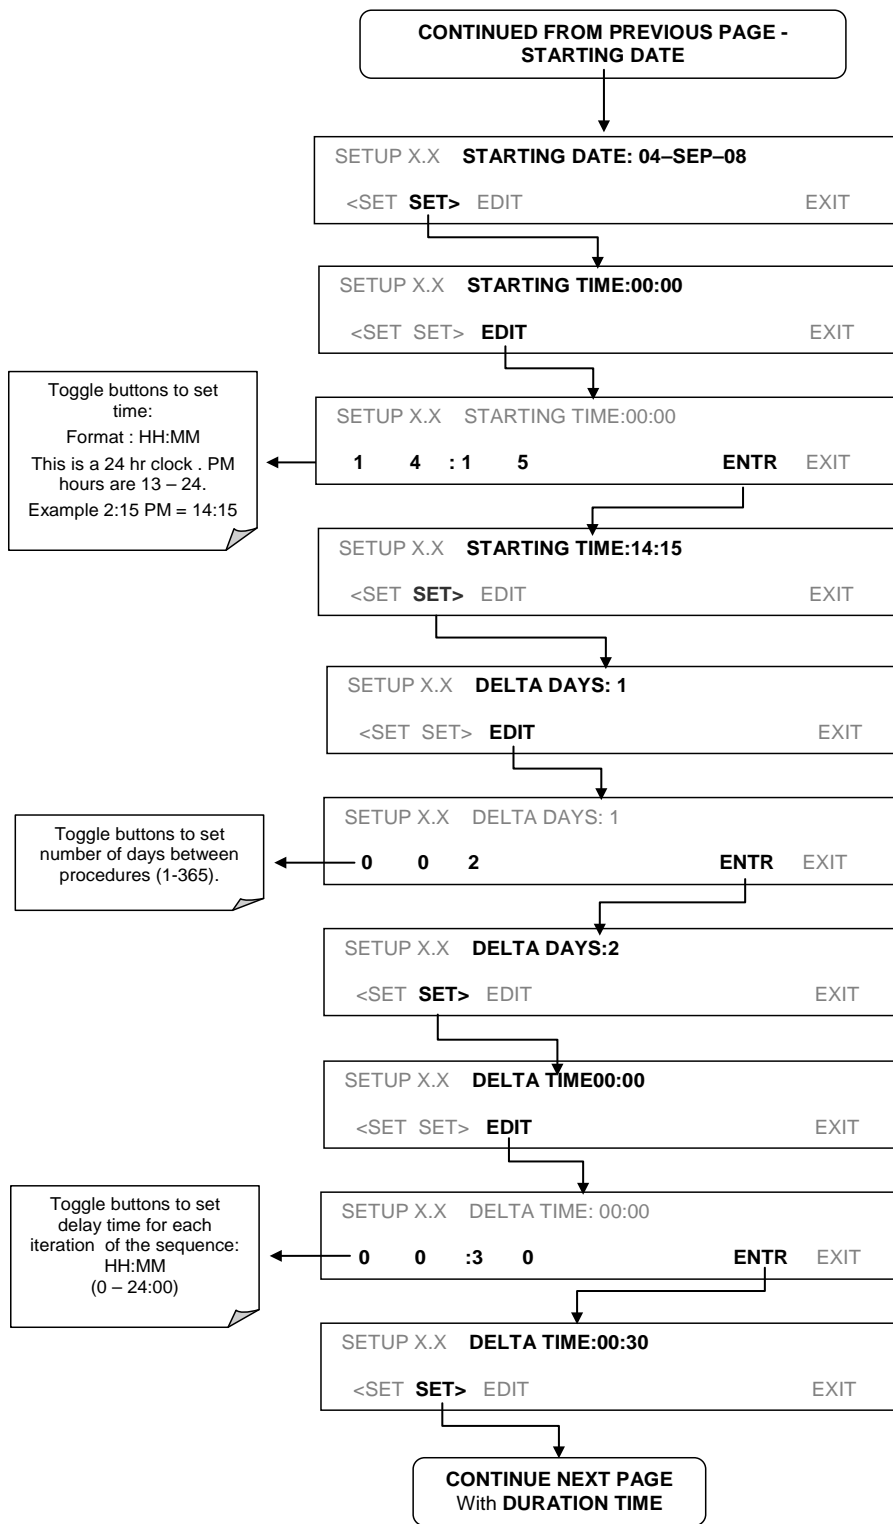 CONTINUED FROM PREVIOUS PAGE -
STARTING DATE
SETUP X.X STARTING DATE: 04–SEP–08
<SET SET> EDIT EXIT
SETUP X.X STARTING TIME:00:00
<SET SET> EDIT EXIT
Toggle buttons to set
time:
Format : HH:MM
This is a 24 hr clock . PM
hours are 13 – 24.
Example 2:15 PM = 14:15
SETUP X.X STARTING TIME:00:00
1 4 : 1 5 ENTR EXIT
SETUP X.X STARTING TIME:14:15
<SET SET> EDIT EXIT
SETUP X.X DELTA DAYS: 1
<SET SET> EDIT EXIT
Toggle buttons to set
number of days between
procedures (1-365).
SETUP X.X DELTA DAYS: 1
0 0 2 ENTR EXIT
SETUP X.X DELTA DAYS:2
<SET SET> EDIT EXIT
SETUP X.X DELTA TIME00:00
<SET SET> EDIT EXIT
Toggle buttons to set
delay time for each
iteration of the sequence:
HH:MM
(0 – 24:00)
SETUP X.X DELTA TIME: 00:00
0 0 :3 0 ENTR EXIT
SETUP X.X DELTA TIME:00:30
<SET SET> EDIT EXIT
CONTINUE NEXT PAGE
With DURATION TIME